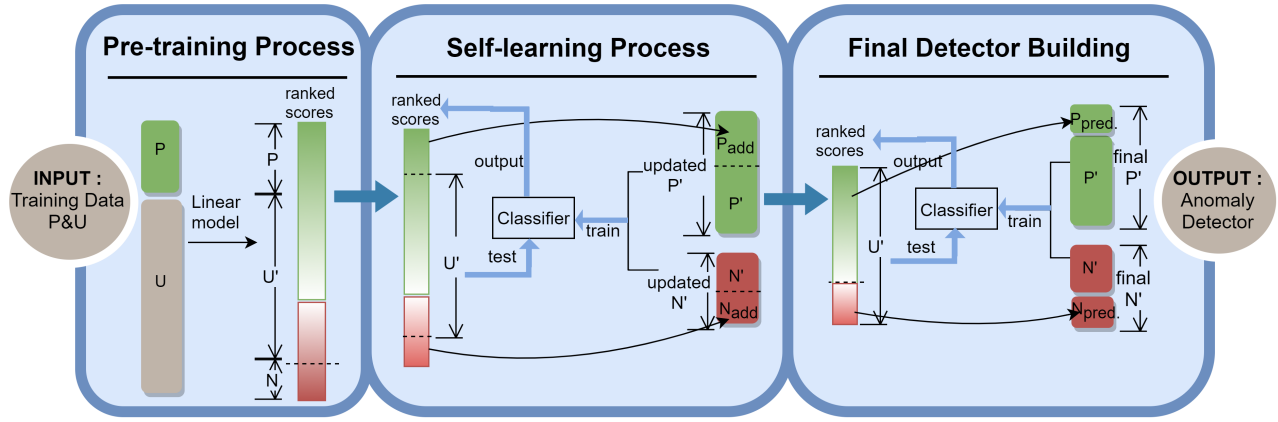 Pre-training Process
Self-learning Process
Final Detector Building
INPUT :
Training Data
P&U
P
U
Linear
model
ranked
scores
P
U'
N
ranked
scores
output
Classifier
test
train
U'
updated
P'
updated
N'
Padd
P'
N'
Nadd
ranked
scores
output
Classifier
test
train
U'
Ppred.
P'
N'
Npred.
final
P'
final
N'
OUTPUT :
Anomaly
Detector